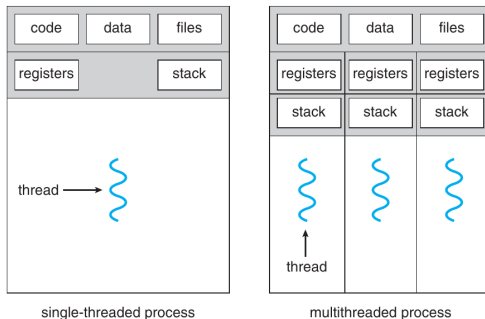 code data files
registers stack
thread
single-threaded process
code data files
registers registers registers
stack stack stack
thread
multithreaded process